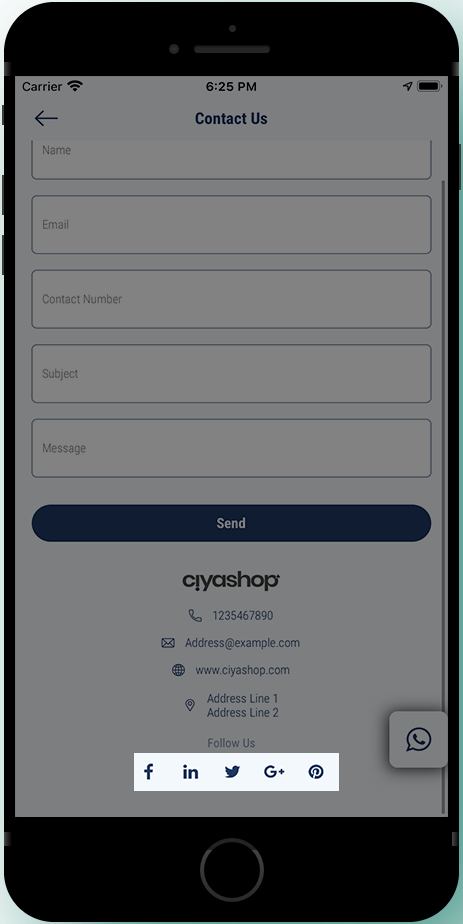 Carrier 6:25 PM
Contact Us
Name
Email
Contact Number
Subject
Message
Send
ciyashop
1235467890
Address@example.com
www.ciyashop.com
Address Line 1
Address Line 2
Follow Us